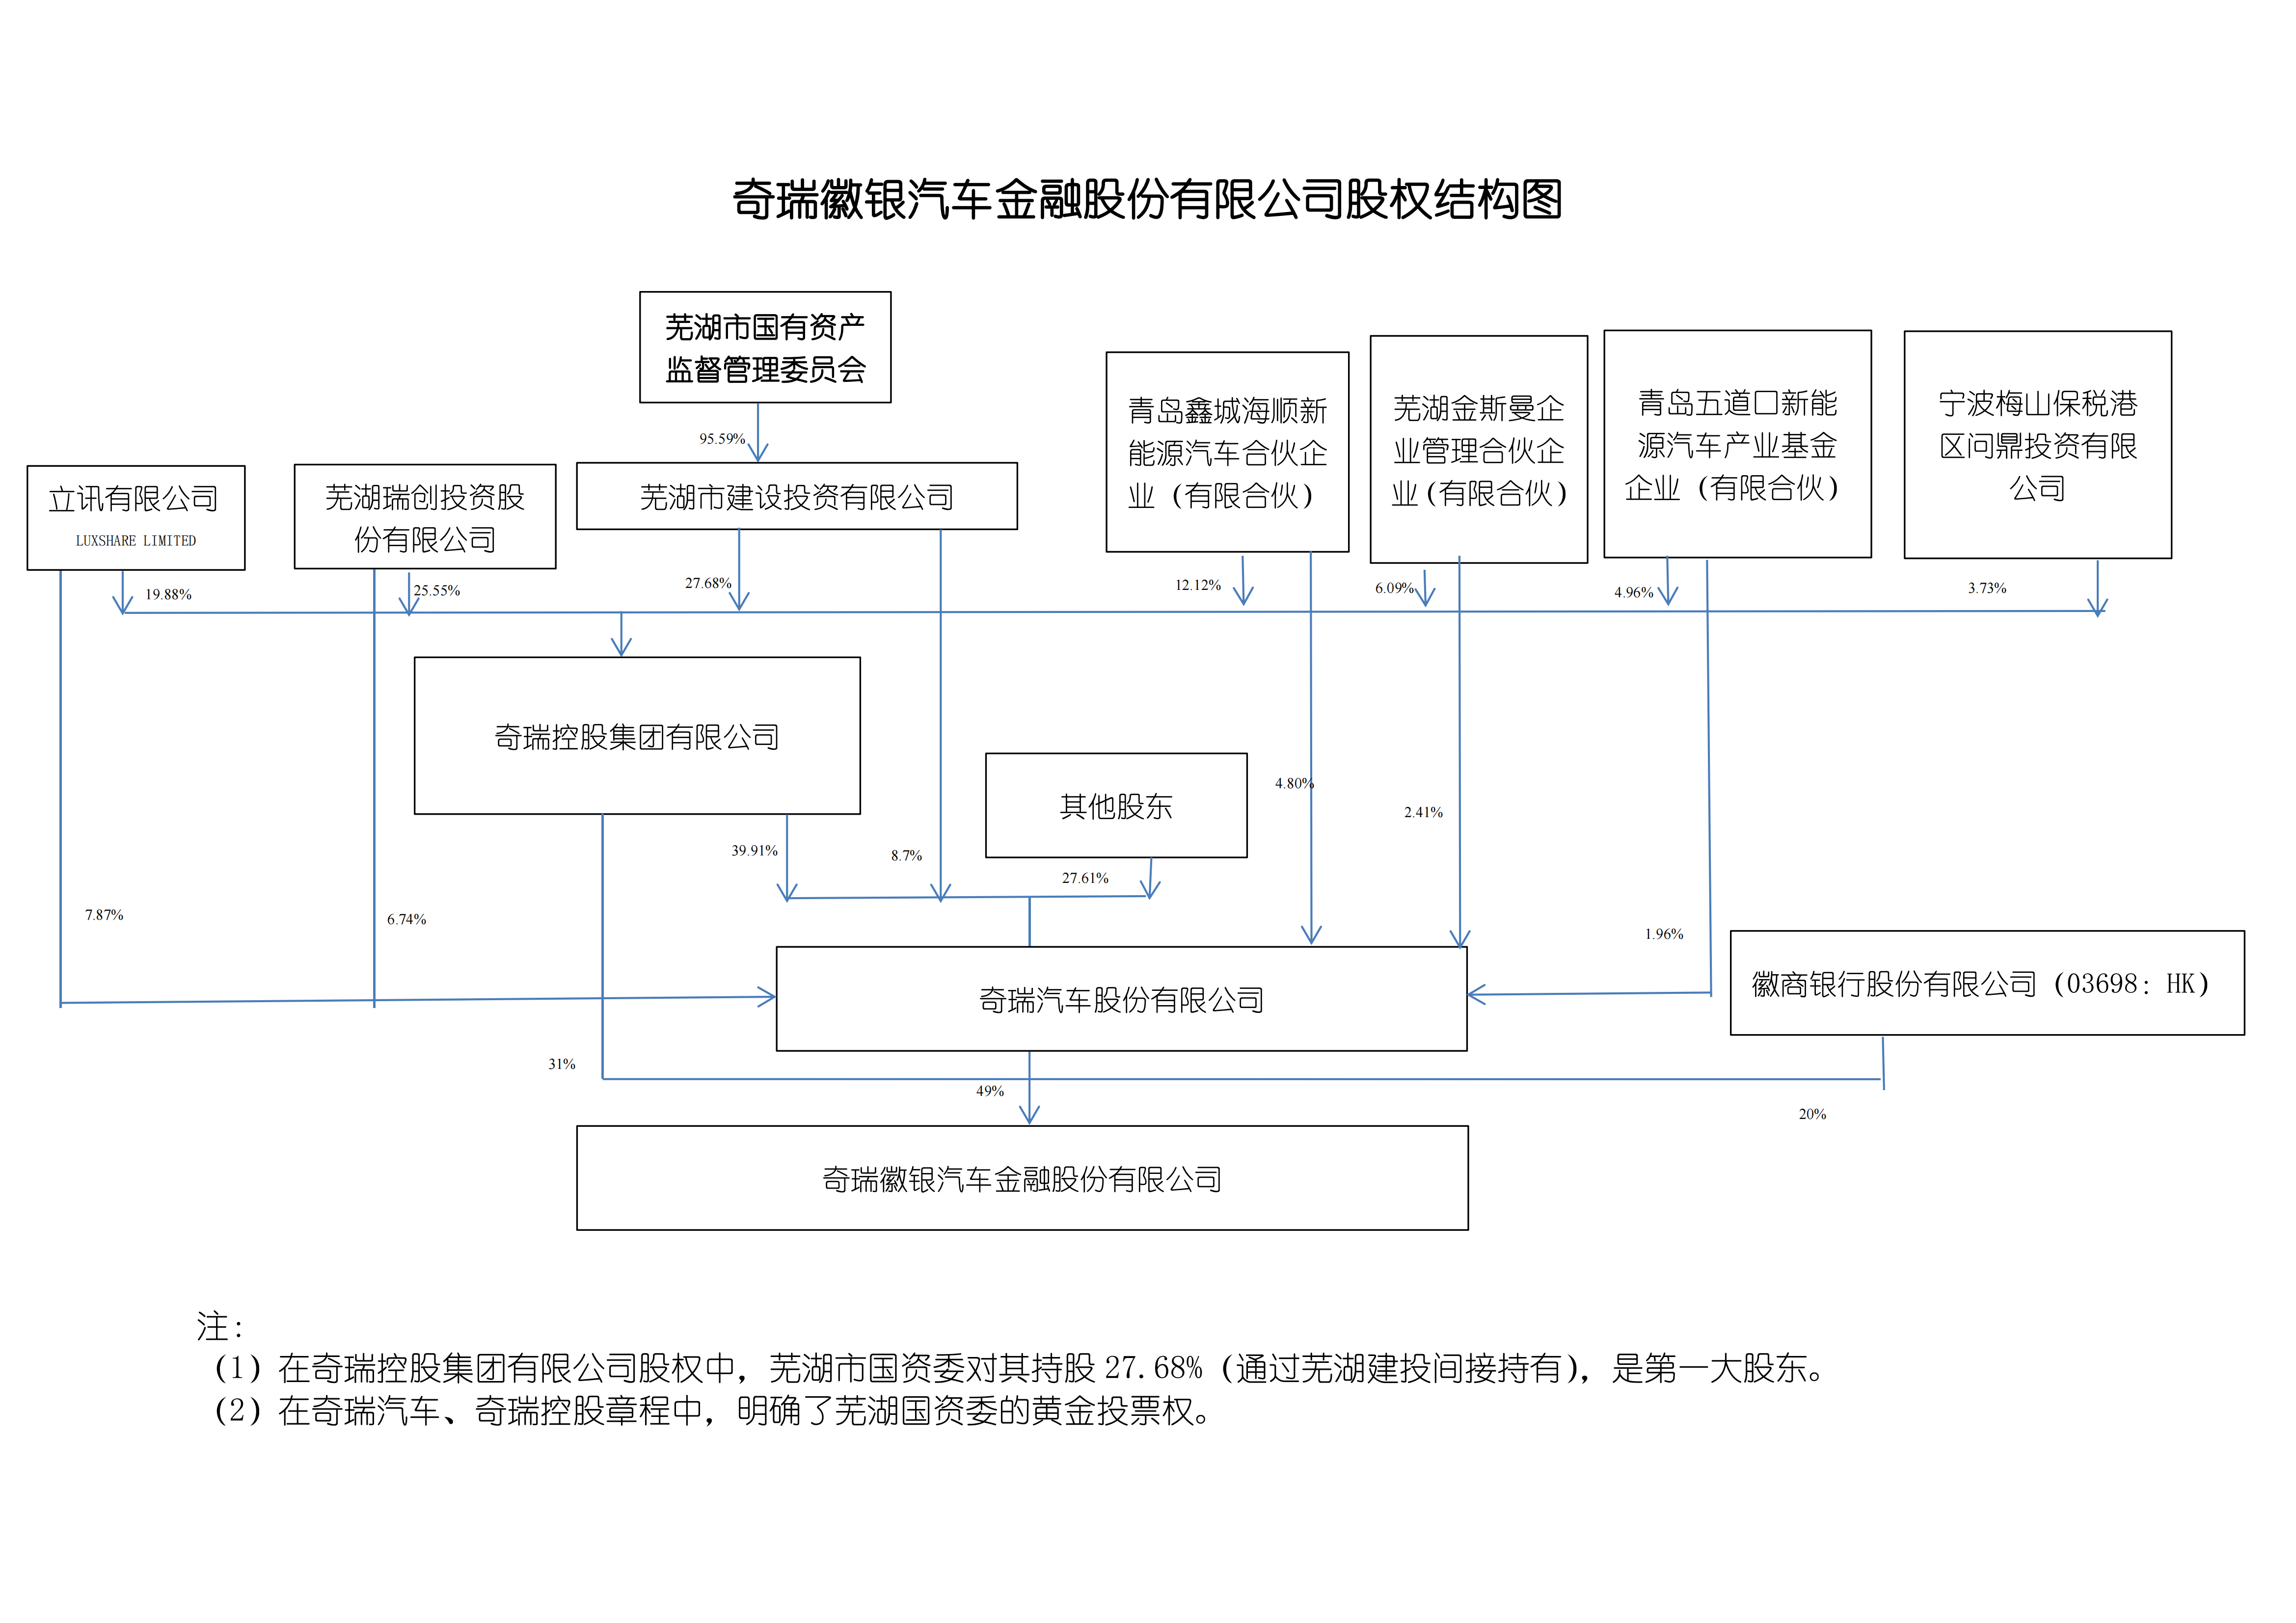 奇瑞徽银汽车金融股份有限公司股权结构图
芜湖市国有资产
监督管理委员会
95.59%
立讯有限公司
LUXSHARE LIMITED
芜湖瑞创投资股
份有限公司
芜湖市建设投资有限公司
青岛鑫城海顺新
能源汽车合伙企
业（有限合伙）
芜湖金斯曼企
业管理合伙企
业(有限合伙)
青岛五道口新能
源汽车产业基金
企业（有限合伙）
宁波梅山保税港
区问鼎投资有限
公司
19.88%
25.55%
27.68%
12.12%
6.09%
4.96%
3.73%
奇瑞控股集团有限公司
其他股东
4.80%
2.41%
39.91%
8.7%
27.61%
7.87%
6.74%
1.96%
奇瑞汽车股份有限公司
徽商银行股份有限公司（03698：HK）
31%
49%
20%
奇瑞徽银汽车金融股份有限公司
注：
（1）在奇瑞控股集团有限公司股权中，芜湖市国资委对其持股 27.68%（通过芜湖建投间接持有），是第一大股东。
（2）在奇瑞汽车、奇瑞控股章程中，明确了芜湖国资委的黄金投票权。